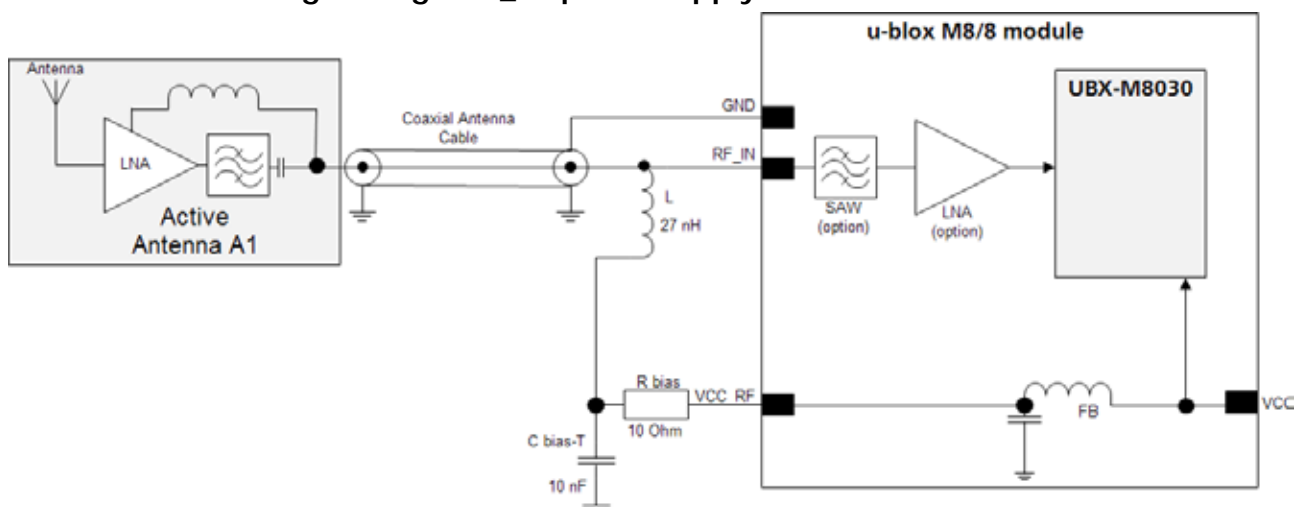 u-blox M8/8 module
Antenna
LNA
Active
Antenna A1
Coaxial Antenna
Cable
GND
RF_IN
L
27 nH
SAW
(option)
LNA
(option)
UBX-M8030
R bias
VCC_RF
10 Ohm
C bias-T
10 nF
FB
VCC